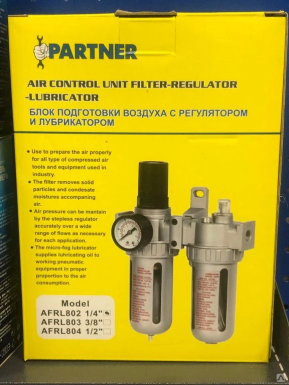 PARTNER
AIR CONTROL UNIT FILTER-REGULATOR
-LUBRICATOR
БЛОК ПОДГОТОВКИ ВОЗДУХА С РЕГУЛЯТОРОМ
И ЛУБРИКАТОРОМ
● Use to prepare the air properly
for all type of compressed air
tools and equipment used in
industry.
● The filter removes solid
particles and condensate
moistures accompanied
air.
● Air pressure can be mantain
by the stepless regulator
accurately over a wide
range of flows as necessary
for each application.
● The micro-fog lubricator
supplies lubricating oil to
working pneumatic
equipment in proper
proportion to the air
consumption.
Model
AFRL802 1/4"
AFRL803 3/8"
AFRL804 1/2"